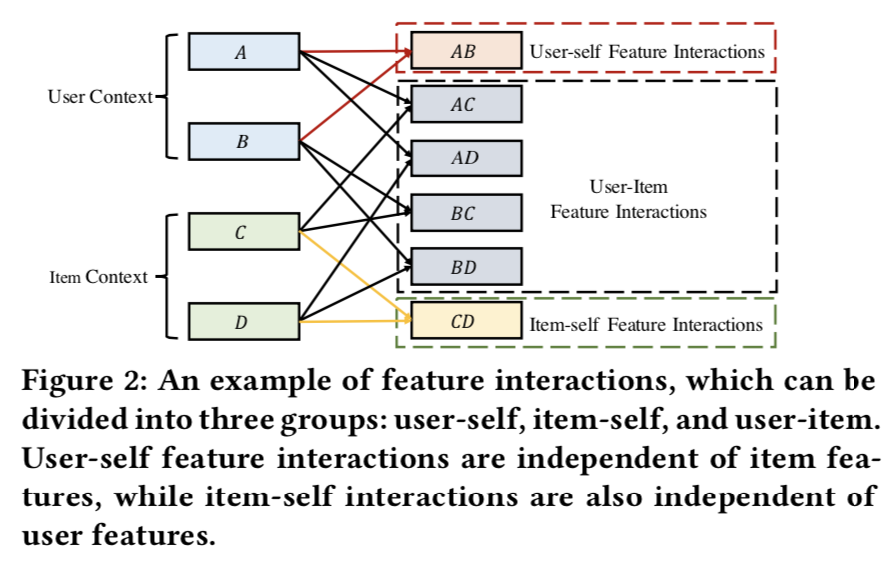 A
AB
User-self Feature Interactions
User Context
AC
B
AD
User-Item
Feature Interactions
BC
C
Item Context
BD
D
CD
Item-self Feature Interactions
Figure 2: An example of feature interactions, which can be
divided into three groups: user-self, item-self, and user-item.
User-self feature interactions are independent of item fea-
tures, while item-self interactions are also independent of
user features.